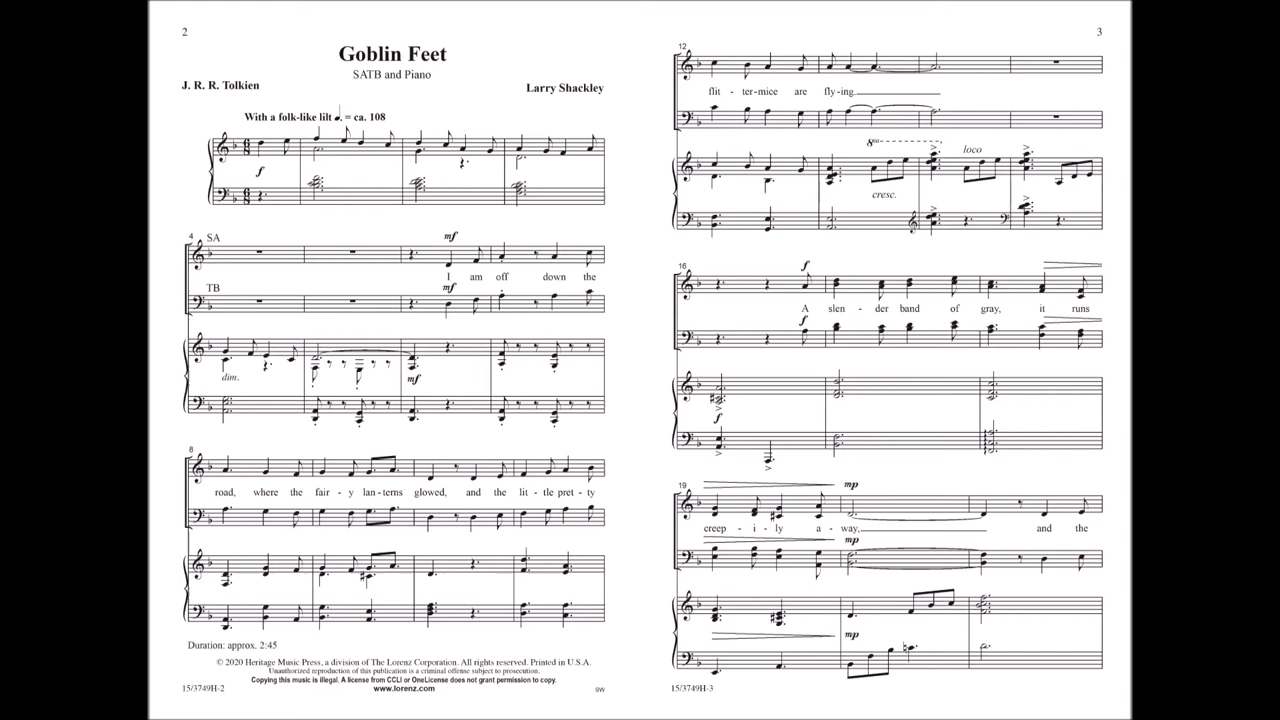 2
Goblin Feet
SATB and Piano
J. R. R. Tolkien
Larry Shackley
With a folk-like lilt ♩. = ca. 108
f
4
SA
mf
I am off down the
TB
mf
dim.
mf
8
road, where the fair - y lan - terns glowed, and the lit - tle pret - ty
Duration: approx. 2:45
© 2020 Heritage Music Press, a division of The Lorenz Corporation. All rights reserved. Printed in U.S.A.
Unauthorized reproduction of this publication is a criminal offense subject to prosecution.
Copying this music is illegal. A license from CCLI or OneLicense does not grant permission to copy.
15/3749H-2
www.lorenz.com
SW
3
12
flit - ter-mice are fly-ing.
8va
loco
cresc.
16
f
A slen - der band of gray, it runs
f
f
19
mp
creep - i - ly a - way, and the
mp
mp
15/3749H-3